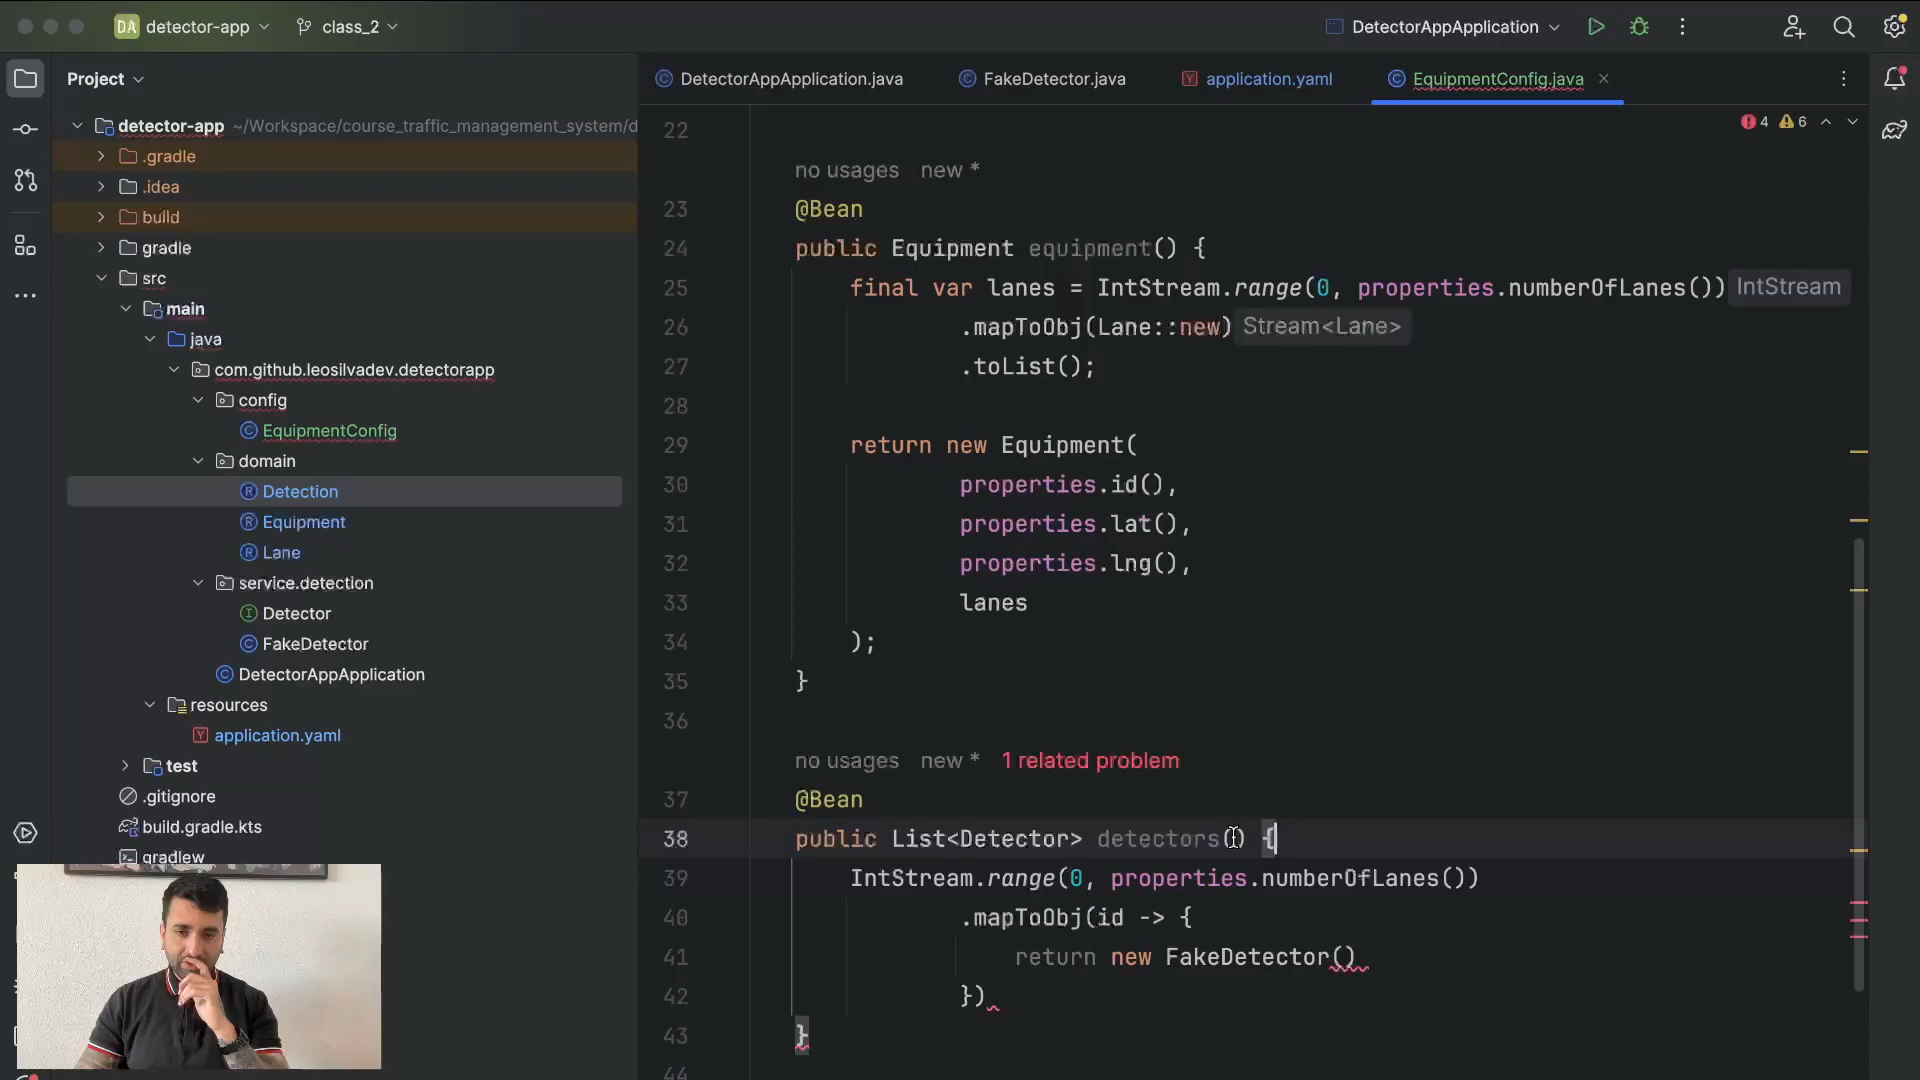 DA detector-app class_2 DetectorAppApplication
Project
DetectorAppApplication.java FakeDetector.java application.yaml EquipmentConfig.java
detector-app ~/Workspace/course_traffic_management_system/d
.gradle
.idea
build
gradle
src
main
java
com.github.leosilvadev.detectorapp
config
EquipmentConfig
domain
Detection
Equipment
Lane
service.detection
Detector
FakeDetector
DetectorAppApplication
resources
application.yaml
test
.gitignore
build.gradle.kts
gradlew
4 6
22
no usages new *
23 @Bean
24 public Equipment equipment() {
25 final var lanes = IntStream.range(0, properties.numberOfLanes()) IntStream
26 .mapToObj(Lane::new) Stream<Lane>
27 .toList();
28
29 return new Equipment(
30 properties.id(),
31 properties.lat(),
32 properties.lng(),
33 lanes
34 );
35 }
36
no usages new * 1 related problem
37 @Bean
38 public List<Detector> detectors() {
39 IntStream.range(0, properties.numberOfLanes())
40 .mapToObj(id -> {
41 return new FakeDetector()
42 })
43 }
44